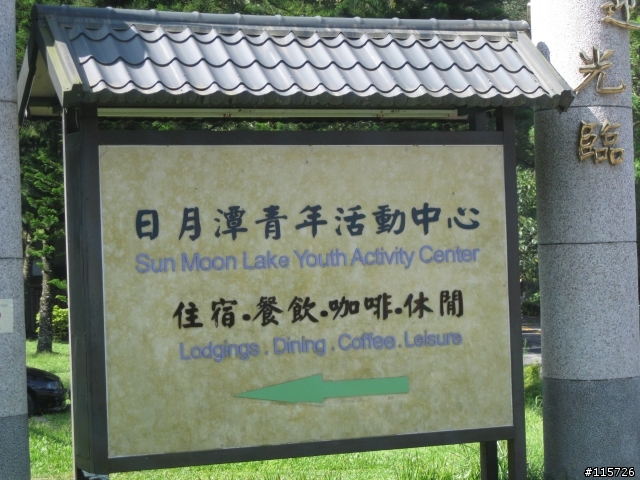 日月潭青年活動中心
Sun Moon Lake Youth Activity Center
住宿.餐飲.咖啡.休閒
Lodgings . Dining . Coffee . Leisure
迎光臨
#115726